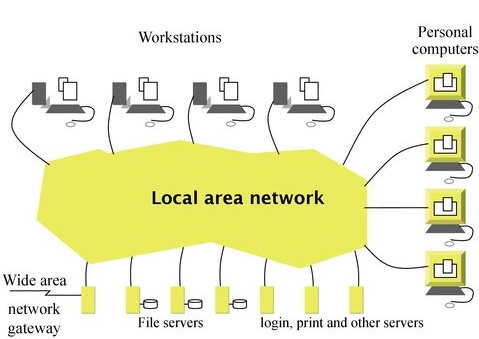 Workstations
Personal
computers
Local area network
Wide area
network
gateway
File servers
login, print and other servers